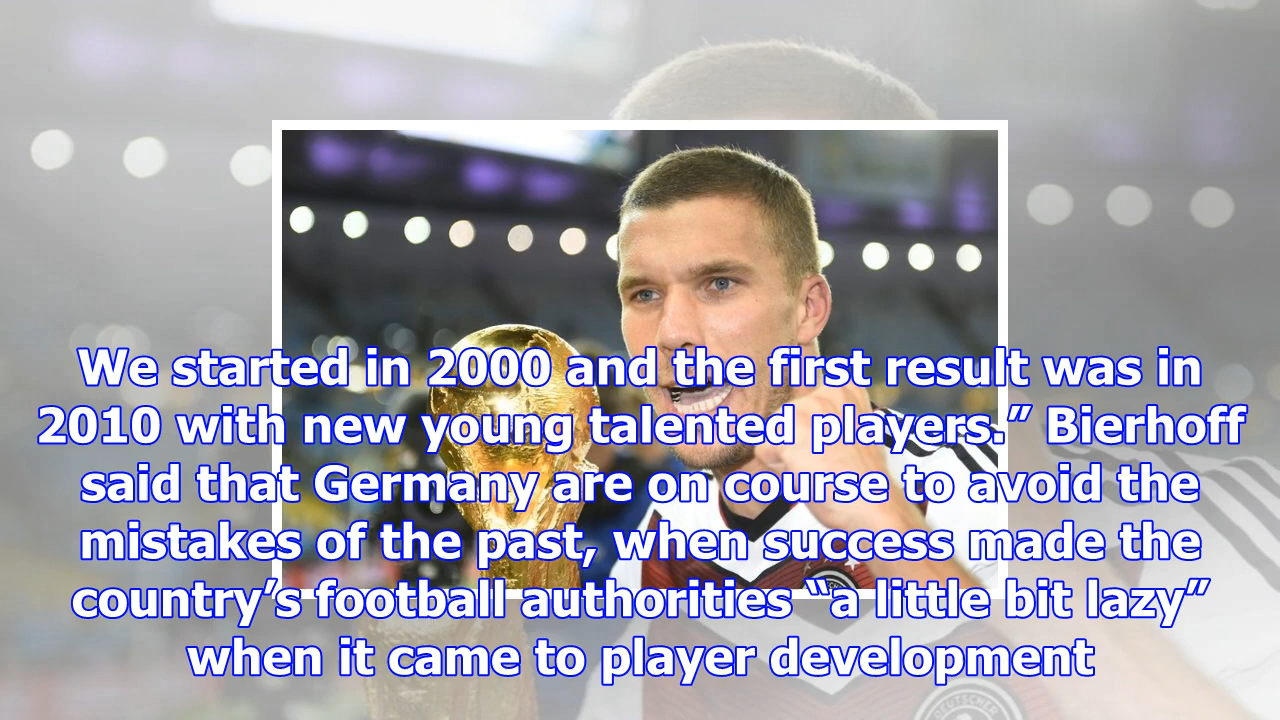 We started in 2000 and the first result was in
2010 with new young talented players.” Bierhoff
said that Germany are on course to avoid the
mistakes of the past, when success made the
country’s football authorities “a little bit lazy”
when it came to player development
DEUTSCHER